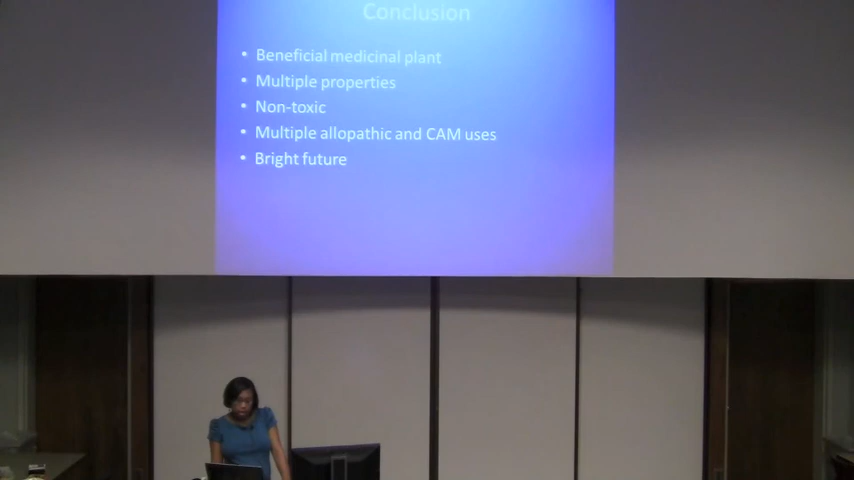 Conclusion
• Beneficial medicinal plant
• Multiple properties
• Non-toxic
• Multiple allopathic and CAM uses
• Bright future